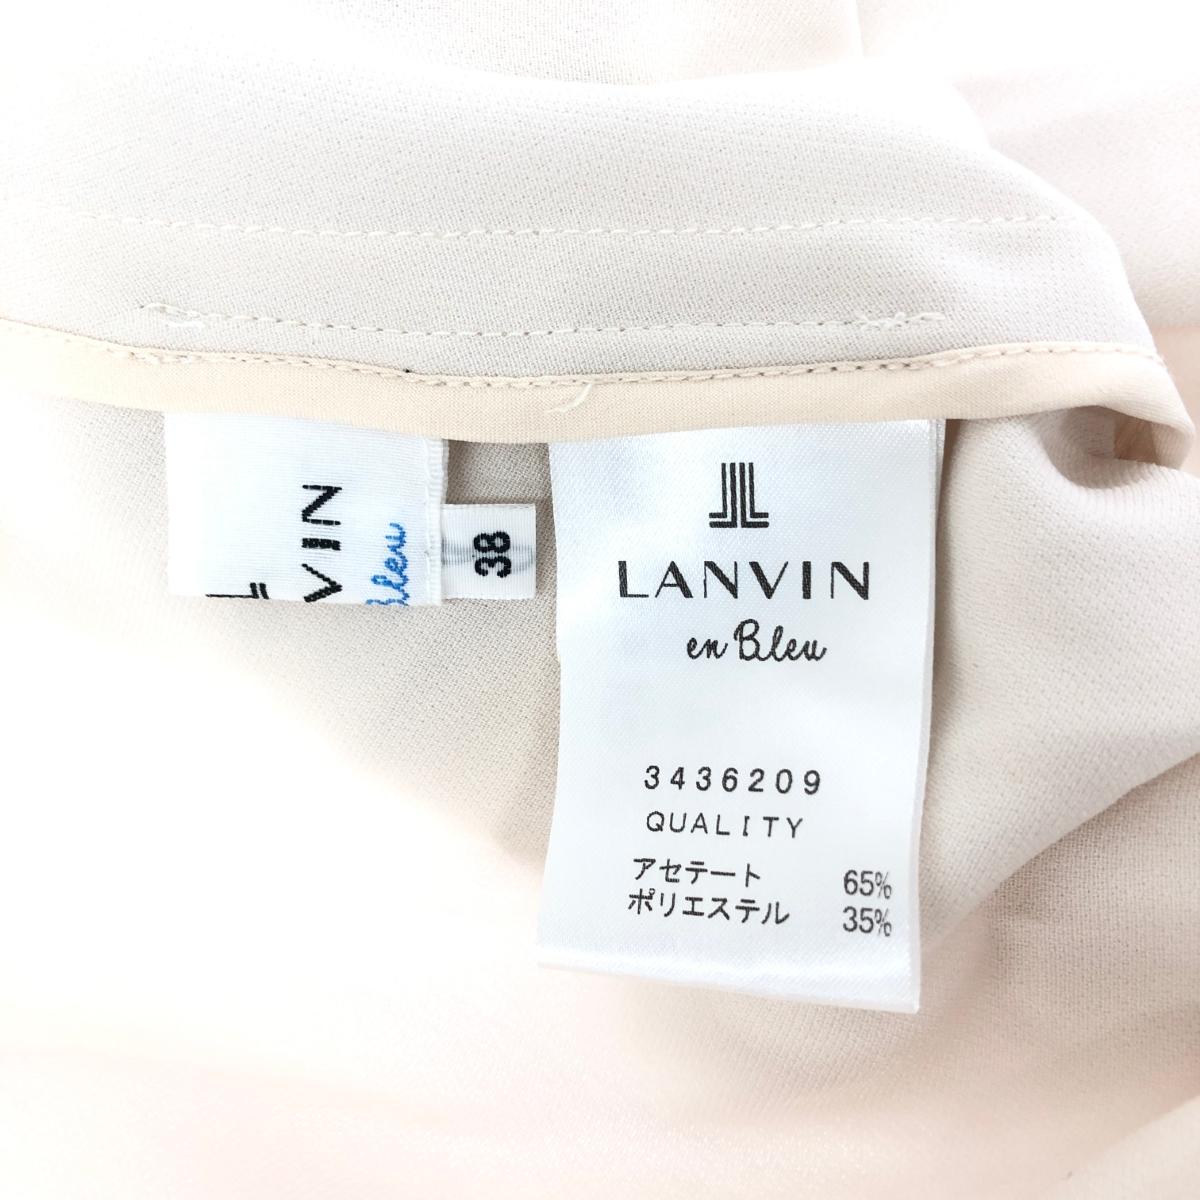 VIN
Bleu
38
LANVIN
en Bleu
3436209
QUALITY
アセテート 65%
ポリエステル 35%